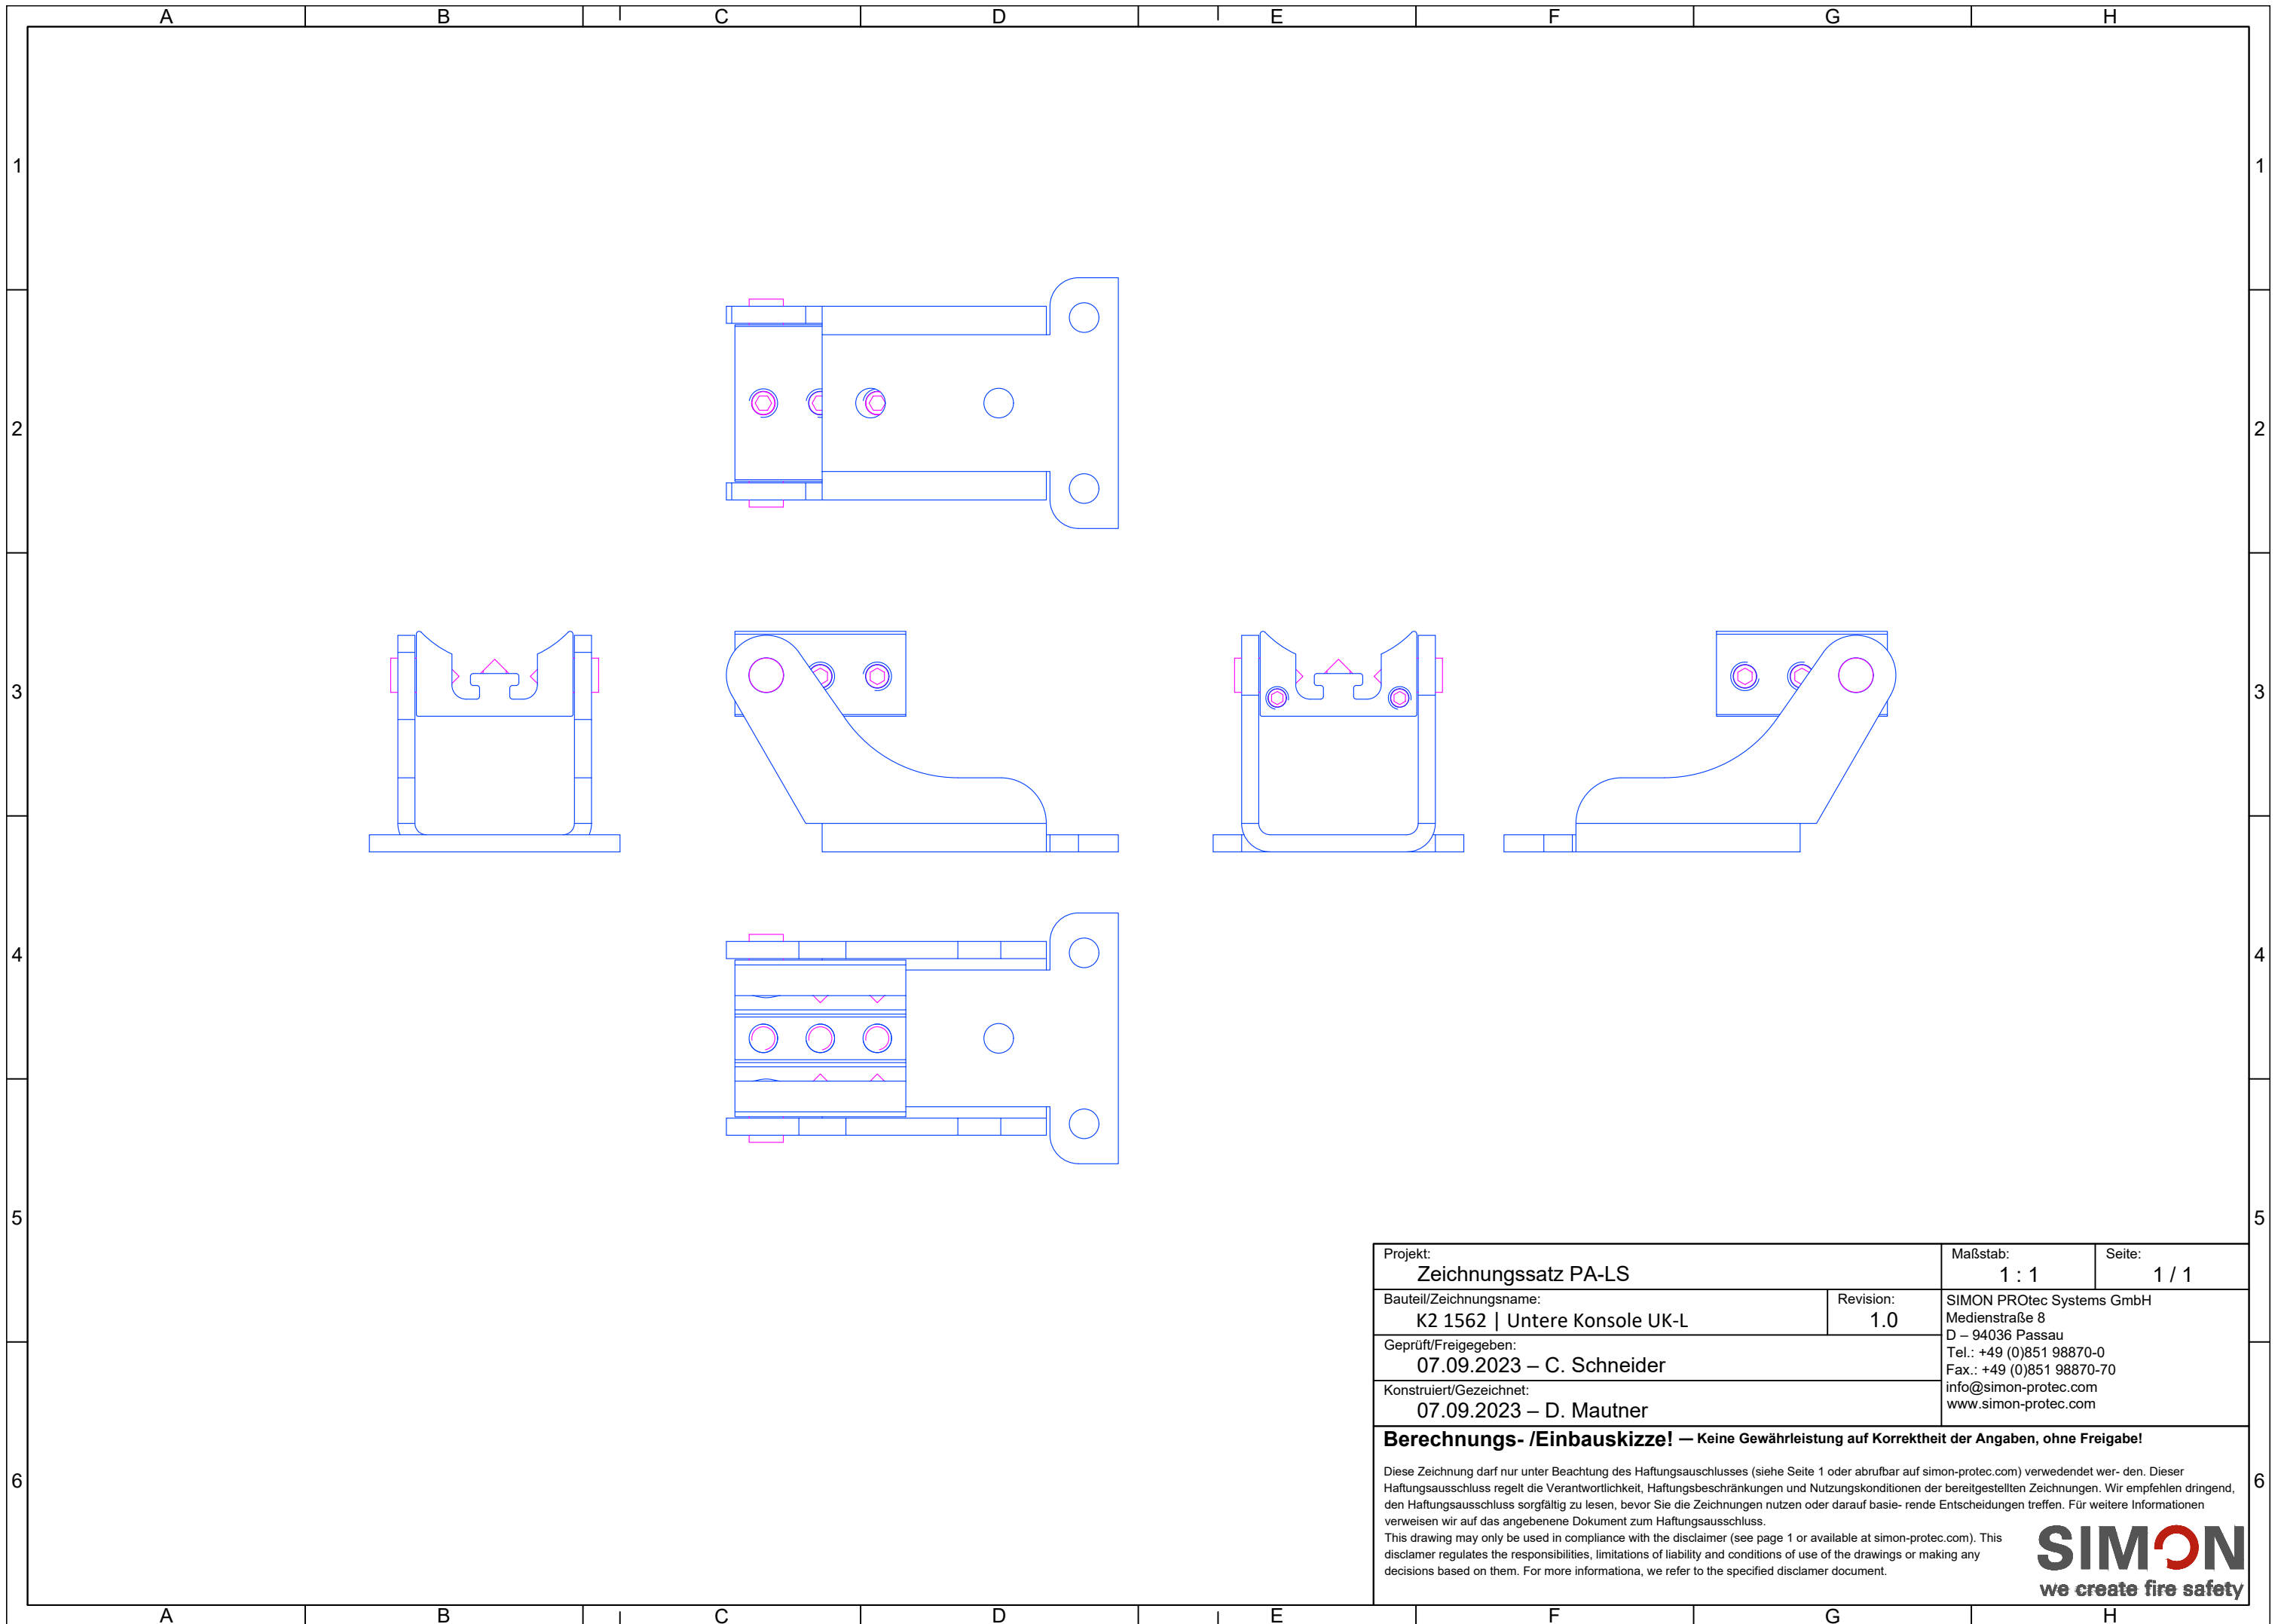 A B C D E F G H
1 1
2 2
3 3
4 4
5 5
6 6
Projekt:
Zeichnungssatz PA-LS
Maßstab:
1 : 1
Seite:
1 / 1
Bauteil/Zeichnungsname:
K2 1562 | Untere Konsole UK-L
Revision:
1.0
Geprüft/Freigegeben:
07.09.2023 – C. Schneider
Konstruiert/Gezeichnet:
07.09.2023 – D. Mautner
SIMON PROtec Systems GmbH
Medienstraße 8
D – 94036 Passau
Tel.: +49 (0)851 98870-0
Fax.: +49 (0)851 98870-70
info@simon-protec.com
www.simon-protec.com
Berechnungs- /Einbauskizze! — Keine Gewährleistung auf Korrektheit der Angaben, ohne Freigabe!
Diese Zeichnung darf nur unter Beachtung des Haftungsauschlusses (siehe Seite 1 oder abrufbar auf simon-protec.com) verwedendet wer- den. Dieser
Haftungsausschluss regelt die Verantwortlichkeit, Haftungsbeschränkungen und Nutzungskonditionen der bereitgestellten Zeichnungen. Wir empfehlen dringend,
den Haftungsausschluss sorgfältig zu lesen, bevor Sie die Zeichnungen nutzen oder darauf basie- rende Entscheidungen treffen. Für weitere Informationen
verweisen wir auf das angebenene Dokument zum Haftungsausschluss.
This drawing may only be used in compliance with the disclaimer (see page 1 or available at simon-protec.com). This
disclamer regulates the responsibilities, limitations of liability and conditions of use of the drawings or making any
decisions based on them. For more informationa, we refer to the specified disclamer document.
SIMON
we create fire safety
A B C D E F G H